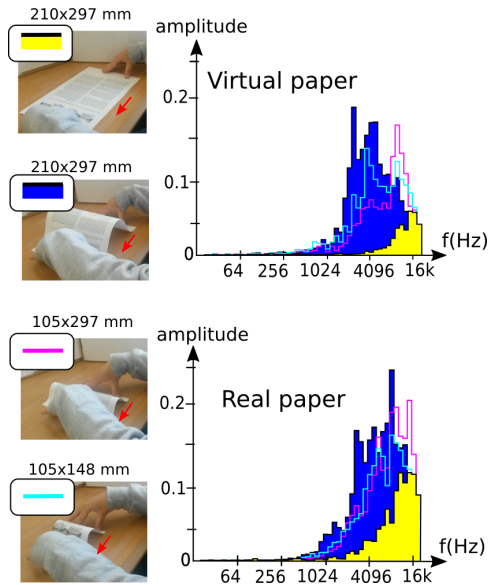 210x297 mm
210x297 mm
105x297 mm
105x148 mm
amplitude
Virtual paper
0.2
0.1
0
64 256 1024 4096 16k
f(Hz)
amplitude
Real paper
0.2
0.1
0
64 256 1024 4096 16k
f(Hz)